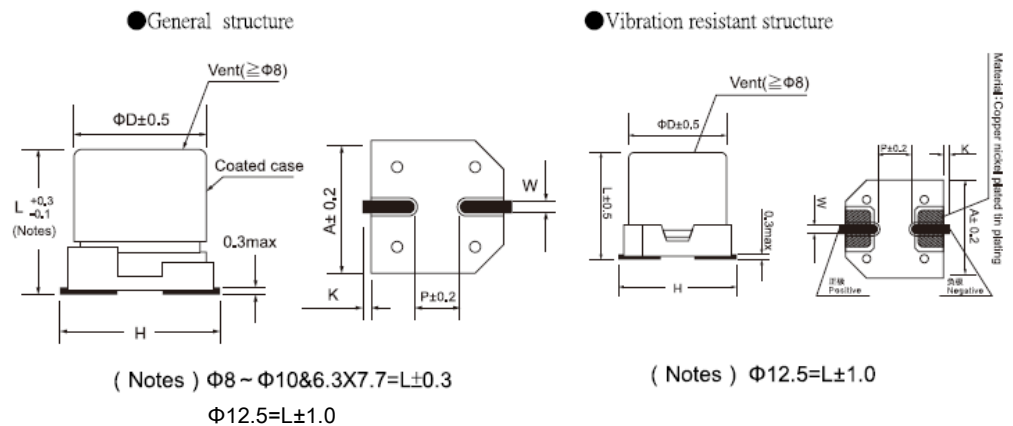 ●General structure
Vent(≧Φ8)
ΦD±0.5
Coated case
L +0.3 -0.1
(Notes)
0.3max
H
A± 0.2
W
K
P±0.2
( Notes ) Φ8~Φ10&6.3X7.7=L±0.3
Φ12.5=L±1.0
●Vibration resistant structure
Vent(≧Φ8)
ΦD±0.5
L±0.5
0.3max
H
P±0.2
K
W
A± 0.2
Material:Copper nickel plated tin plating
Positive
负极
Negative
( Notes ) Φ12.5=L±1.0